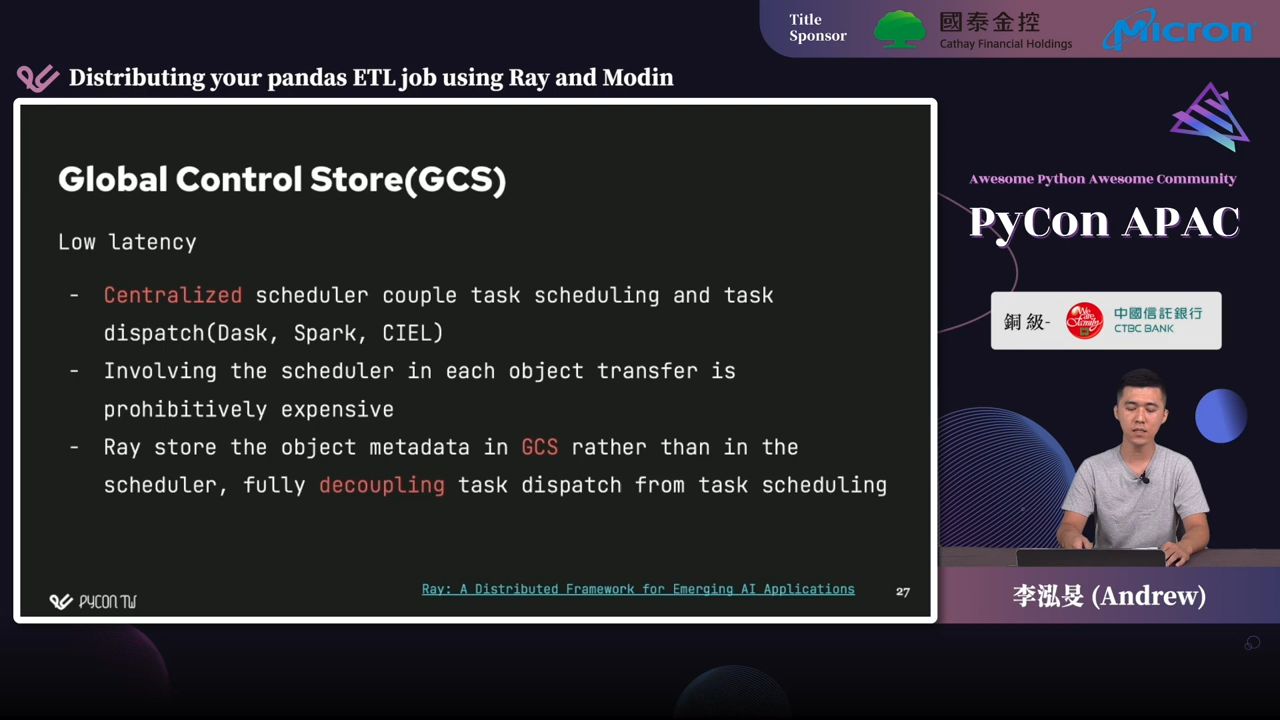 Title
Sponsor
國泰金控
Cathay Financial Holdings
Micron
Distributing your pandas ETL job using Ray and Modin
Global Control Store(GCS)
Low latency
- Centralized scheduler couple task scheduling and task
dispatch(Dask, Spark, CIEL)
- Involving the scheduler in each object transfer is
prohibitively expensive
- Ray store the object metadata in GCS rather than in the
scheduler, fully decoupling task dispatch from task scheduling
PyCon TW
Ray: A Distributed Framework for Emerging AI Applications
27
Awesome Python Awesome Community
PyCon APAC
銅級-
We are Family
中國信託銀行
CTBC BANK
李泓旻 (Andrew)